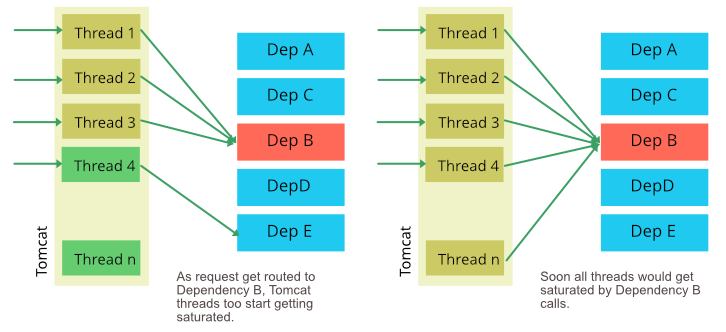 Thread 1
Thread 2
Thread 3
Thread 4
Thread n
Tomcat
Dep A
Dep C
Dep B
DepD
Dep E
As request get routed to
Dependency B, Tomcat
threads too start getting
saturated.
Thread 1
Thread 2
Thread 3
Thread 4
Thread n
Tomcat
Dep A
Dep C
Dep B
DepD
Dep E
Soon all threads would get
saturated by Dependency B
calls.